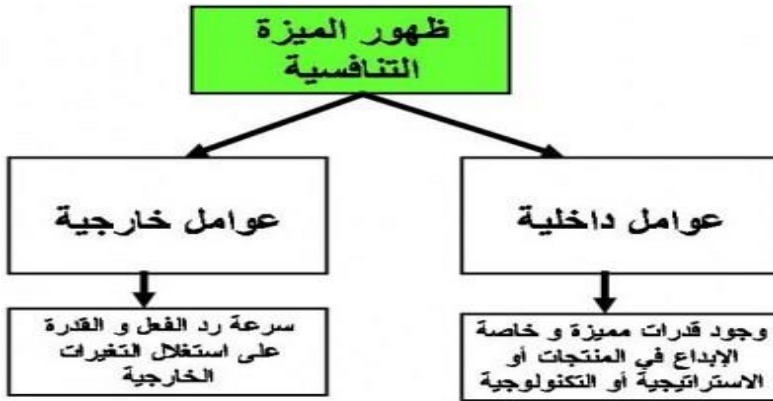 ظهور الميزة
التنافسية
عوامل داخلية
عوامل خارجية
وجود قدرات مميزة و خاصة
الإبداع في المنتجات أو
الاستراتيجية أو التكنولوجية
سرعة رد الفعل و القدرة
على استغلال التغيرات
الخارجية